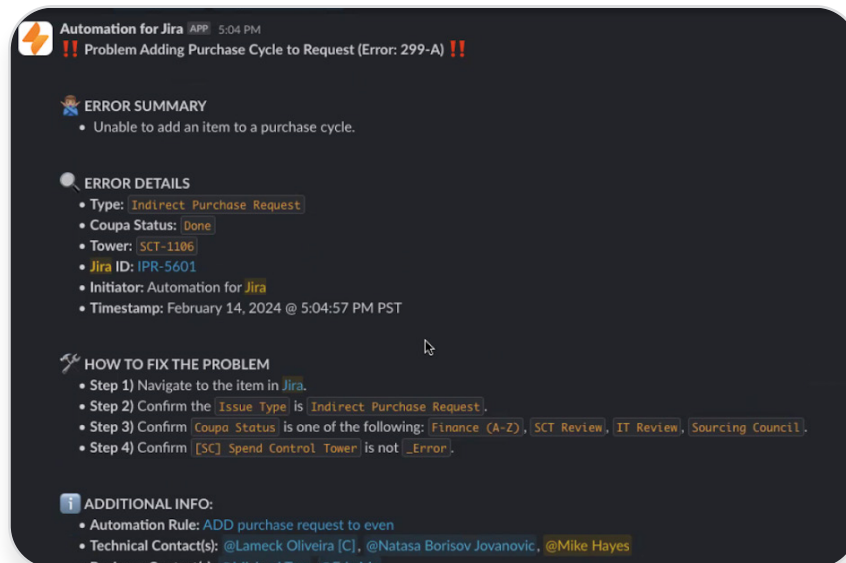 Automation for Jira APP 5:04 PM
‼️ Problem Adding Purchase Cycle to Request (Error: 299-A) ‼️
ERROR SUMMARY
• Unable to add an item to a purchase cycle.
ERROR DETAILS
• Type: Indirect Purchase Request
• Coupa Status: Done
• Tower: SCT-1106
• Jira ID: IPR-5601
• Initiator: Automation for Jira
• Timestamp: February 14, 2024 @ 5:04:57 PM PST
HOW TO FIX THE PROBLEM
• Step 1) Navigate to the item in Jira.
• Step 2) Confirm the Issue Type is Indirect Purchase Request.
• Step 3) Confirm Coupa Status is one of the following: Finance (A-Z), SCT Review, IT Review, Sourcing Council.
• Step 4) Confirm [SC] Spend Control Tower is not _Error.
ADDITIONAL INFO:
• Automation Rule: ADD purchase request to even
• Technical Contact(s): @Lameck Oliveira [C], @Natasa Borisov Jovanovic, @Mike Hayes